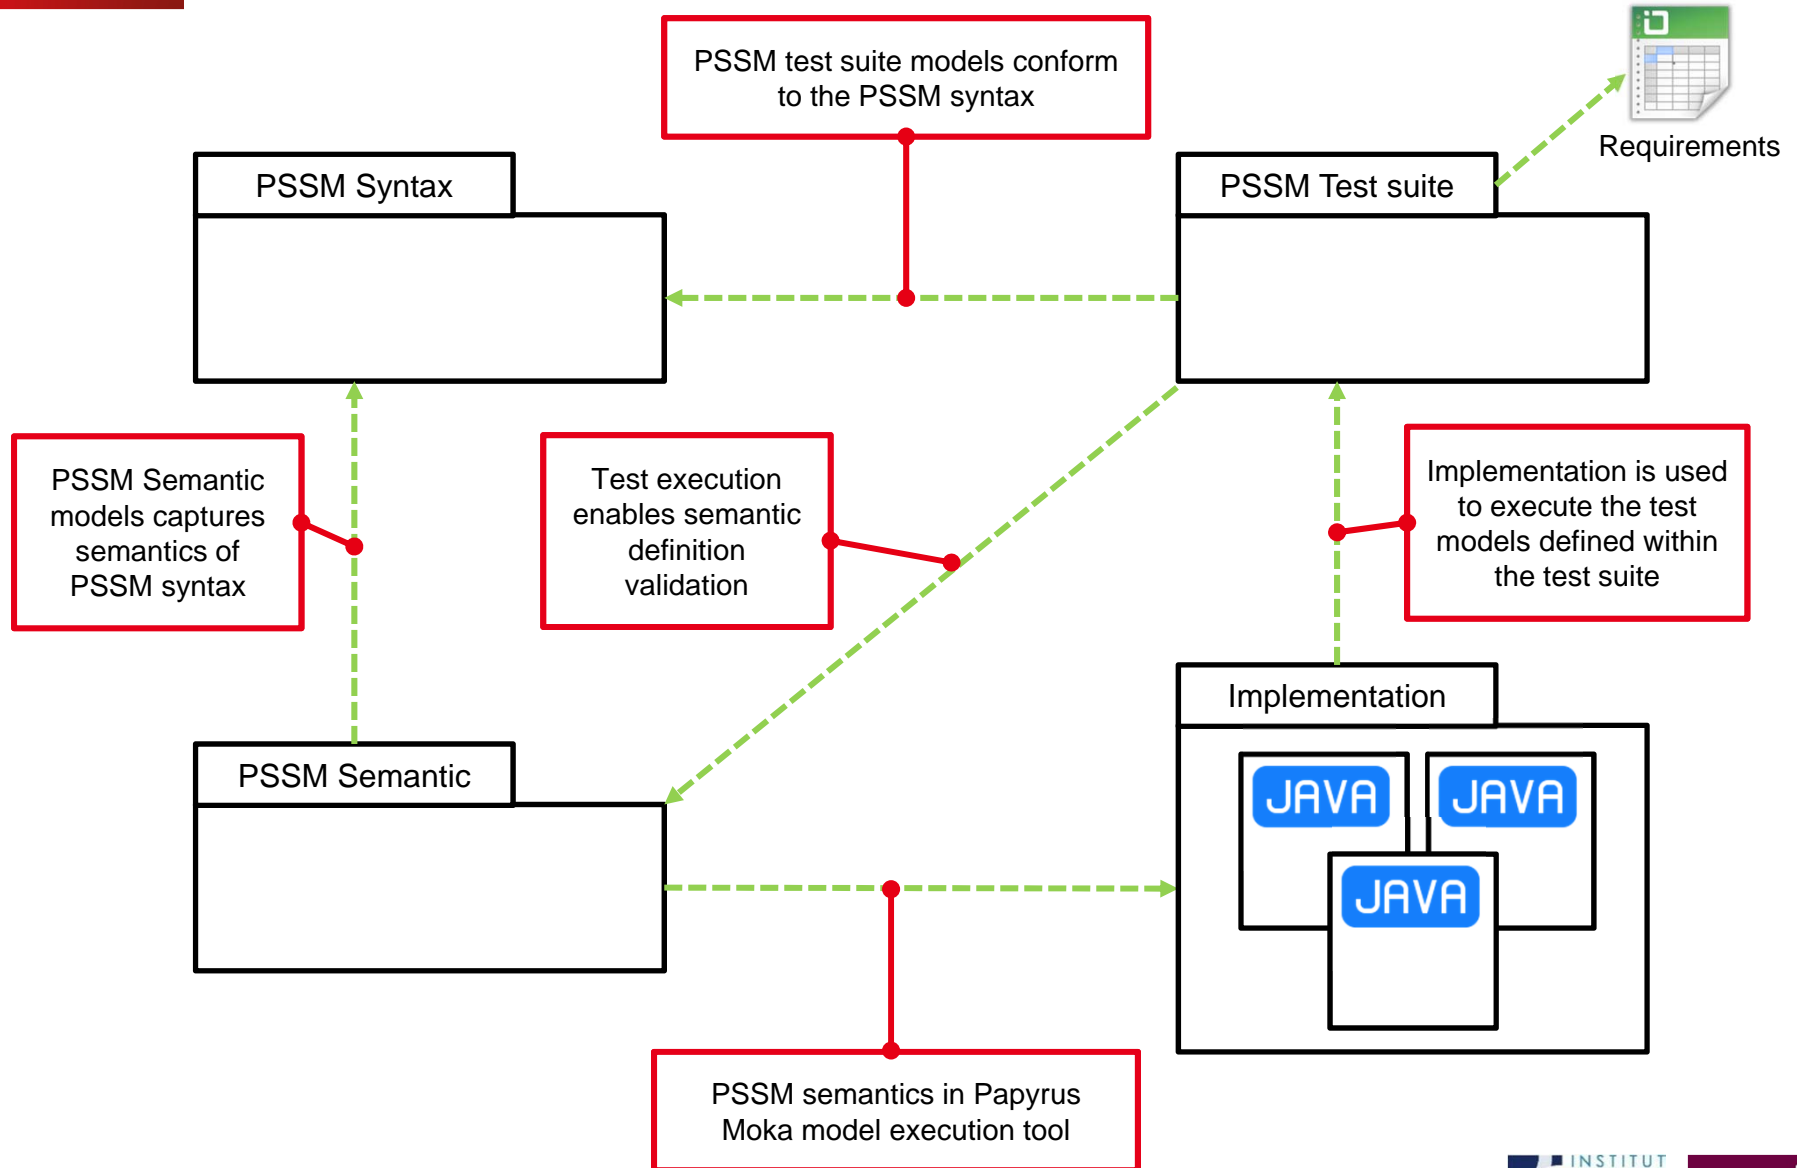 PSSM test suite models conform
to the PSSM syntax
Requirements
PSSM Syntax
PSSM Test suite
PSSM Semantic
models captures
semantics of
PSSM syntax
Test execution
enables semantic
definition
validation
Implementation is used
to execute the test
models defined within
the test suite
Implementation
PSSM Semantic
JAVA
JAVA
JAVA
PSSM semantics in Papyrus
Moka model execution tool
INSTITUT